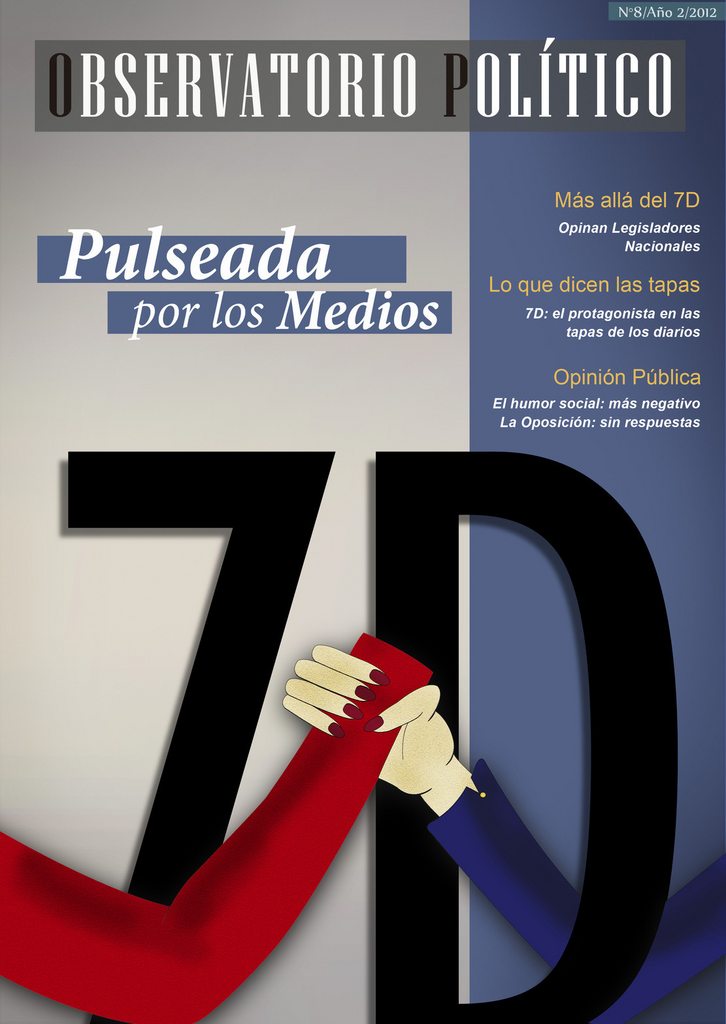 N°8/Año 2/2012
OBSERVATORIO POLÍTICO
Más allá del 7D
Opinan Legisladores
Nacionales
Pulseada
por los Medios
Lo que dicen las tapas
7D: el protagonista en las
tapas de los diarios
Opinión Pública
El humor social: más negativo
La Oposición: sin respuestas
7D